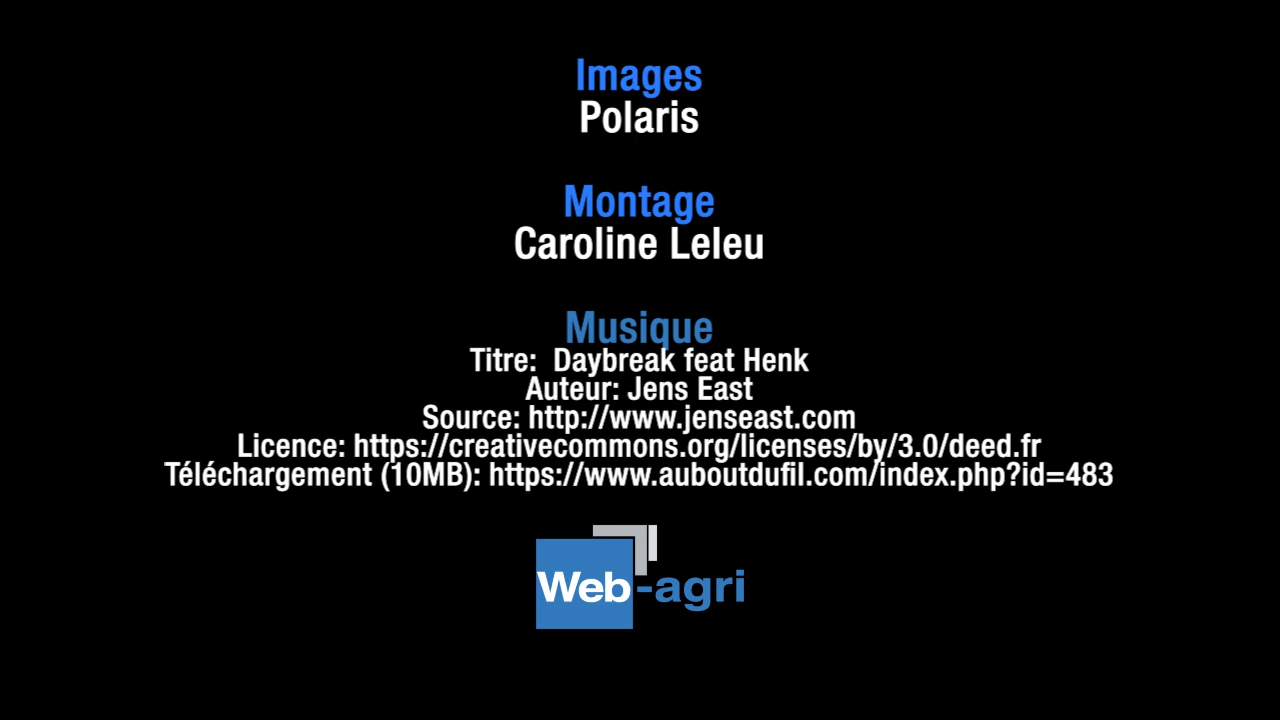 Images
Polaris
Montage
Caroline Leleu
Musique
Titre:  Daybreak feat Henk
Auteur: Jens East
Source: http://www.jenseast.com
Licence: https://creativecommons.org/licenses/by/3.0/deed.fr
Téléchargement (10MB): https://www.auboutdufil.com/index.php?id=483
Web-agri